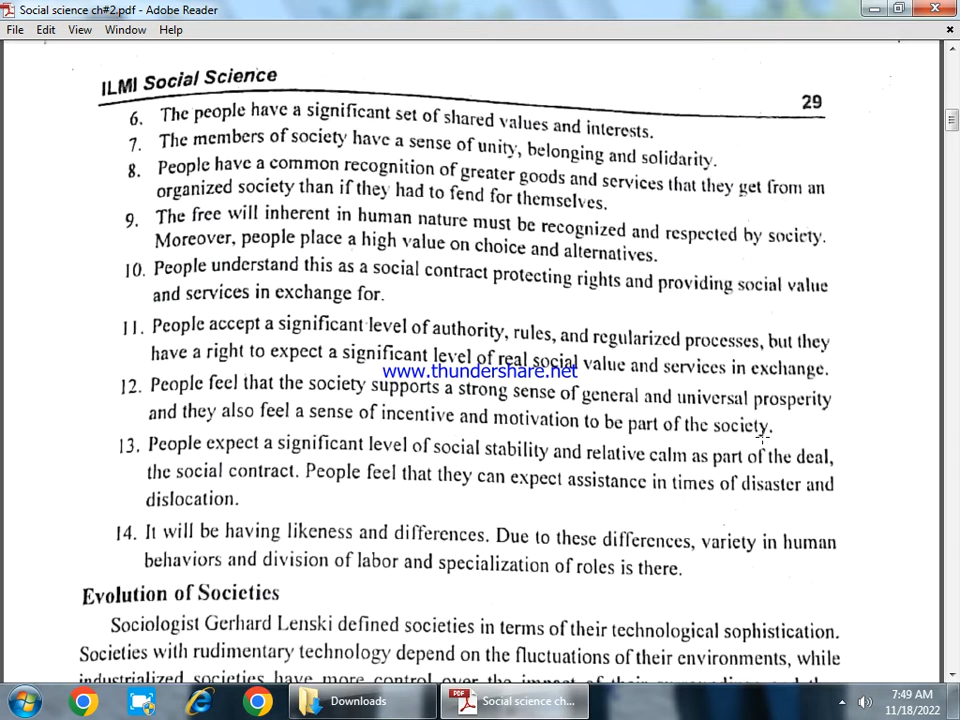 Social science ch#2.pdf - Adobe Reader
File Edit View Window Help
ILMI Social Science
29
6. The people have a significant set of shared values and interests.
7. The members of society have a sense of unity, belonging and solidarity.
8. People have a common recognition of greater goods and services that they get from an
organized society than if they had to fend for themselves.
9. The free will inherent in human nature must be recognized and respected by society.
Moreover, people place a high value on choice and alternatives.
10. People understand this as a social contract protecting rights and providing social value
and services in exchange for.
11. People accept a significant level of authority, rules, and regularized processes, but they
have a right to expect a significant level of real social value and services in exchange.
www.thundershare.net
12. People feel that the society supports a strong sense of general and universal prosperity
and they also feel a sense of incentive and motivation to be part of the society.
13. People expect a significant level of social stability and relative calm as part of the deal,
the social contract. People feel that they can expect assistance in times of disaster and
dislocation.
14. It will be having likeness and differences. Due to these differences, variety in human
behaviors and division of labor and specialization of roles is there.
Evolution of Societies
Sociologist Gerhard Lenski defined societies in terms of their technological sophistication.
Societies with rudimentary technology depend on the fluctuations of their environments, while
industrialized societies have more control over the impact of their
Downloads
Social science ch...
7:49 AM
11/18/2022